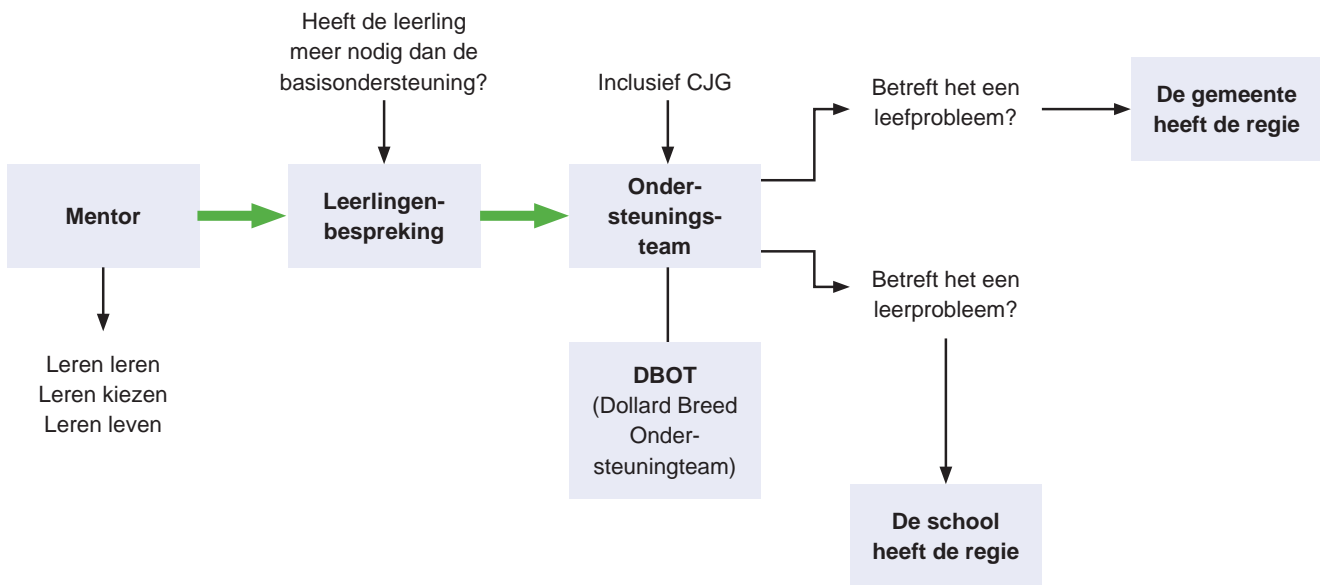 Heeft de leerling
meer nodig dan de
basisondersteuning?
Inclusief CJG
Betreft het een
leefprobleem?
De gemeente
heeft de regie
Mentor
Leerlingen-
bespreking
Onder-
steunings-
team
Betreft het een
leerprobleem?
Leren leren
Leren kiezen
Leren leven
DBOT
(Dollard Breed
Onder-
steuningteam)
De school
heeft de regie